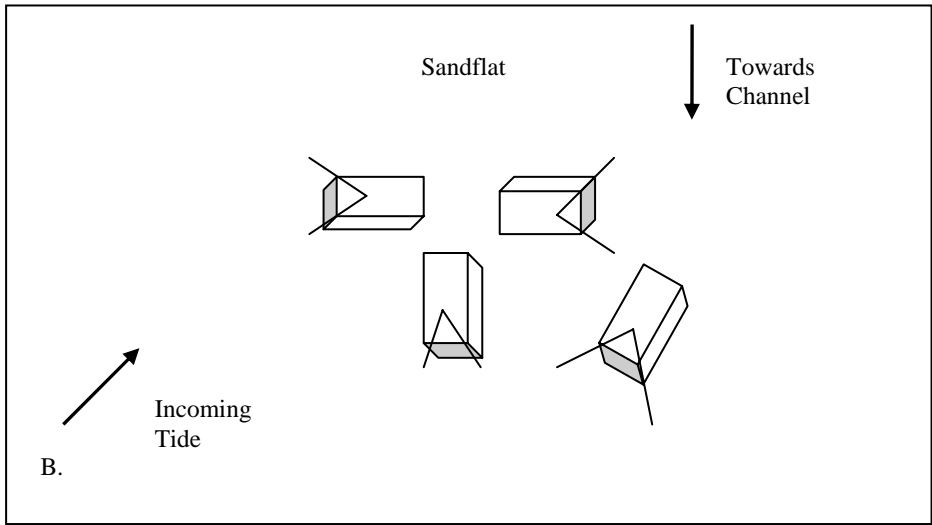 Sandflat
Towards
Channel
Incoming
Tide
B.